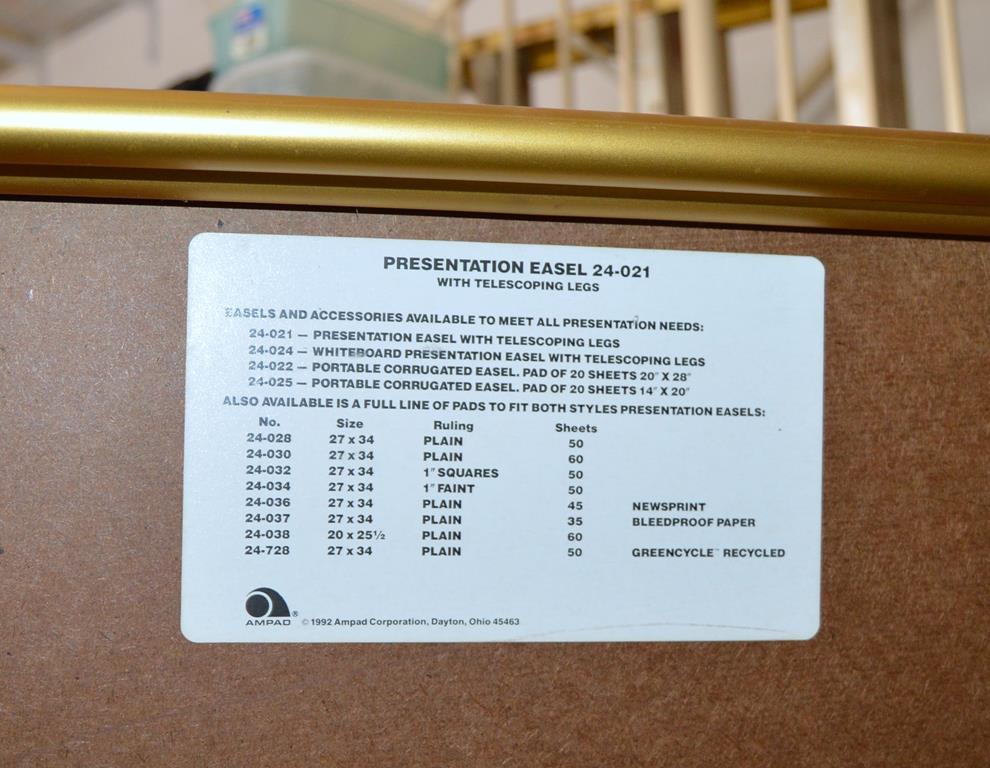 PRESENTATION EASEL 24-021
WITH TELESCOPING LEGS
EASELS AND ACCESSORIES AVAILABLE TO MEET ALL PRESENTATION NEEDS:
24-021 — PRESENTATION EASEL WITH TELESCOPING LEGS
24-024 — WHITEBOARD PRESENTATION EASEL WITH TELESCOPING LEGS
24-022 — PORTABLE CORRUGATED EASEL. PAD OF 20 SHEETS 20" X 28"
24-025 — PORTABLE CORRUGATED EASEL. PAD OF 20 SHEETS 14" X 20"
ALSO AVAILABLE IS A FULL LINE OF PADS TO FIT BOTH STYLES PRESENTATION EASELS:
No. Size Ruling Sheets
24-028 27 x 34 PLAIN 50
24-030 27 x 34 PLAIN 60
24-032 27 x 34 1" SQUARES 50
24-034 27 x 34 1" FAINT 50
24-036 27 x 34 PLAIN 45 NEWSPRINT
24-037 27 x 34 PLAIN 35 BLEEDPROOF PAPER
24-038 20 x 25½ PLAIN 60
24-728 27 x 34 PLAIN 50 GREENCYCLE™ RECYCLED
AMPAD® © 1992 Ampad Corporation, Dayton, Ohio 45463